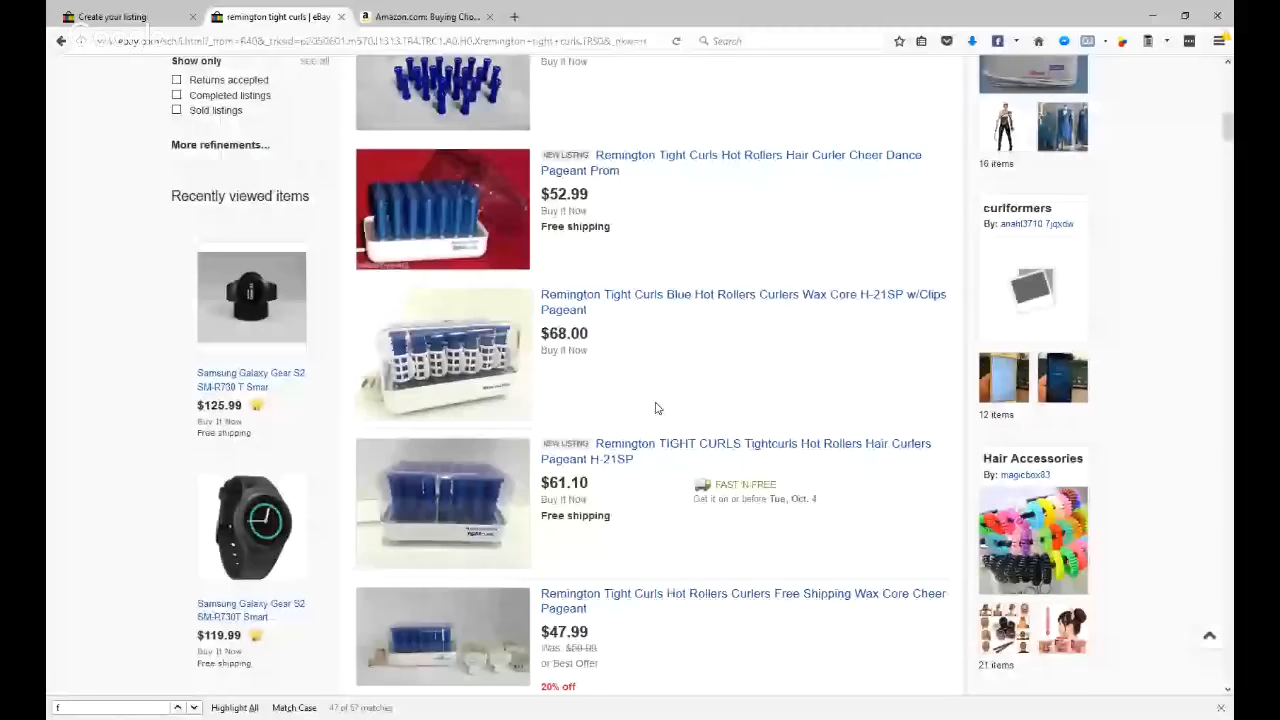 Create your listing
remington tight curls | eBay
Amazon.com: Buying Cho...
Search
Show only
see all
Returns accepted
Completed listings
Sold listings
More refinements...
Recently viewed items
Samsung Galaxy Gear S2
SM-R730 T Smar
$125.99
Buy It Now
Free shipping
Samsung Galaxy Gear S2
SM-R730T Smart...
$119.99
Buy It Now
Free shipping
Buy It Now
NEW LISTING Remington Tight Curls Hot Rollers Hair Curler Cheer Dance
Pageant Prom
$52.99
Buy It Now
Free shipping
Remington Tight Curls Blue Hot Rollers Curlers Wax Core H-21SP w/Clips
Pageant
$68.00
Buy It Now
NEW LISTING Remington TIGHT CURLS Tightcurls Hot Rollers Hair Curlers
Pageant H-21SP
$61.10
Buy It Now
Free shipping
FAST 'N FREE
Get it on or before Tue, Oct. 4
Remington Tight Curls Hot Rollers Curlers Free Shipping Wax Core Cheer
Pageant
$47.99
Was: $59.99
or Best Offer
20% off
16 items
curlformers
By: anahi3710 7jqxdw
12 items
Hair Accessories
By: magicbox83
21 items
f
Highlight All
Match Case
47 of 57 matches